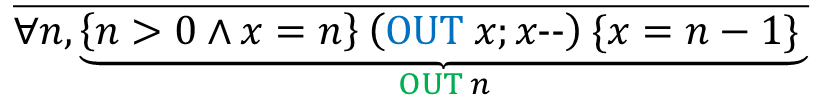 ∀n, {n > 0 ∧ x = n} (OUT x; x--) {x = n − 1}
OUT n